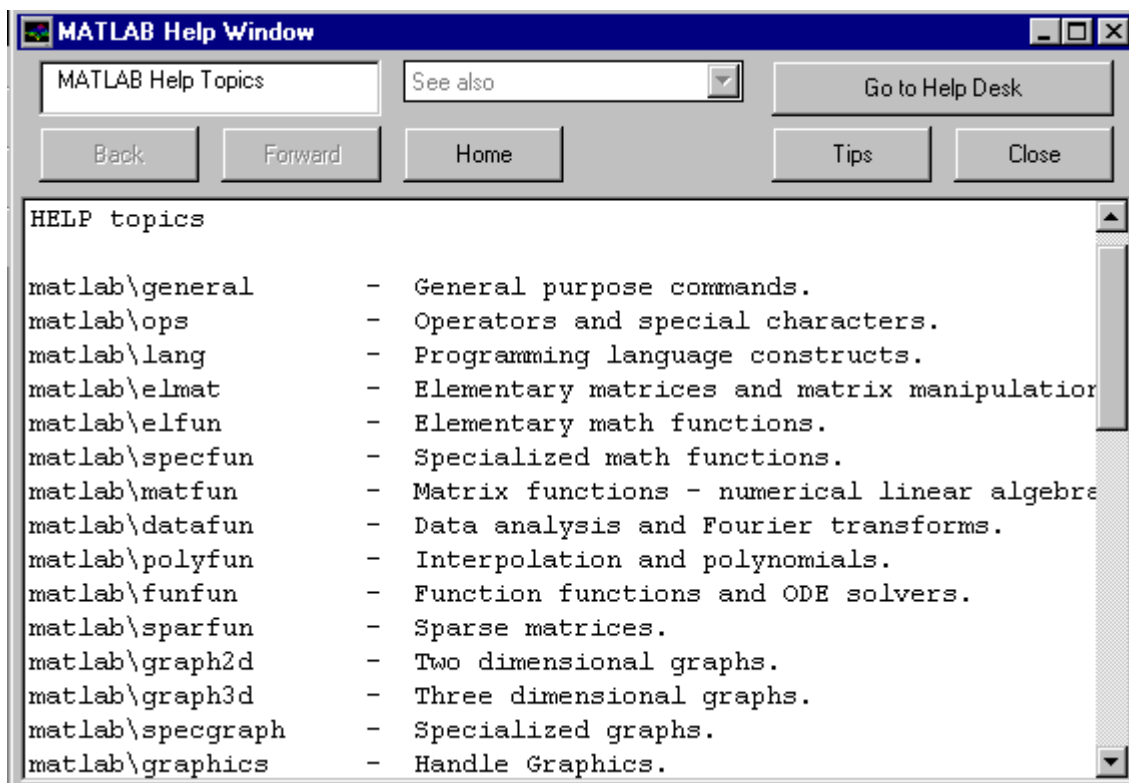 MATLAB Help Window
MATLAB Help Topics See also Go to Help Desk
Back Forward Home Tips Close
HELP topics
matlab\general - General purpose commands.
matlab\ops - Operators and special characters.
matlab\lang - Programming language constructs.
matlab\elmat - Elementary matrices and matrix manipulation
matlab\elfun - Elementary math functions.
matlab\specfun - Specialized math functions.
matlab\matfun - Matrix functions - numerical linear algebra
matlab\datafun - Data analysis and Fourier transforms.
matlab\polyfun - Interpolation and polynomials.
matlab\funfun - Function functions and ODE solvers.
matlab\sparfun - Sparse matrices.
matlab\graph2d - Two dimensional graphs.
matlab\graph3d - Three dimensional graphs.
matlab\specgraph - Specialized graphs.
matlab\graphics - Handle Graphics.